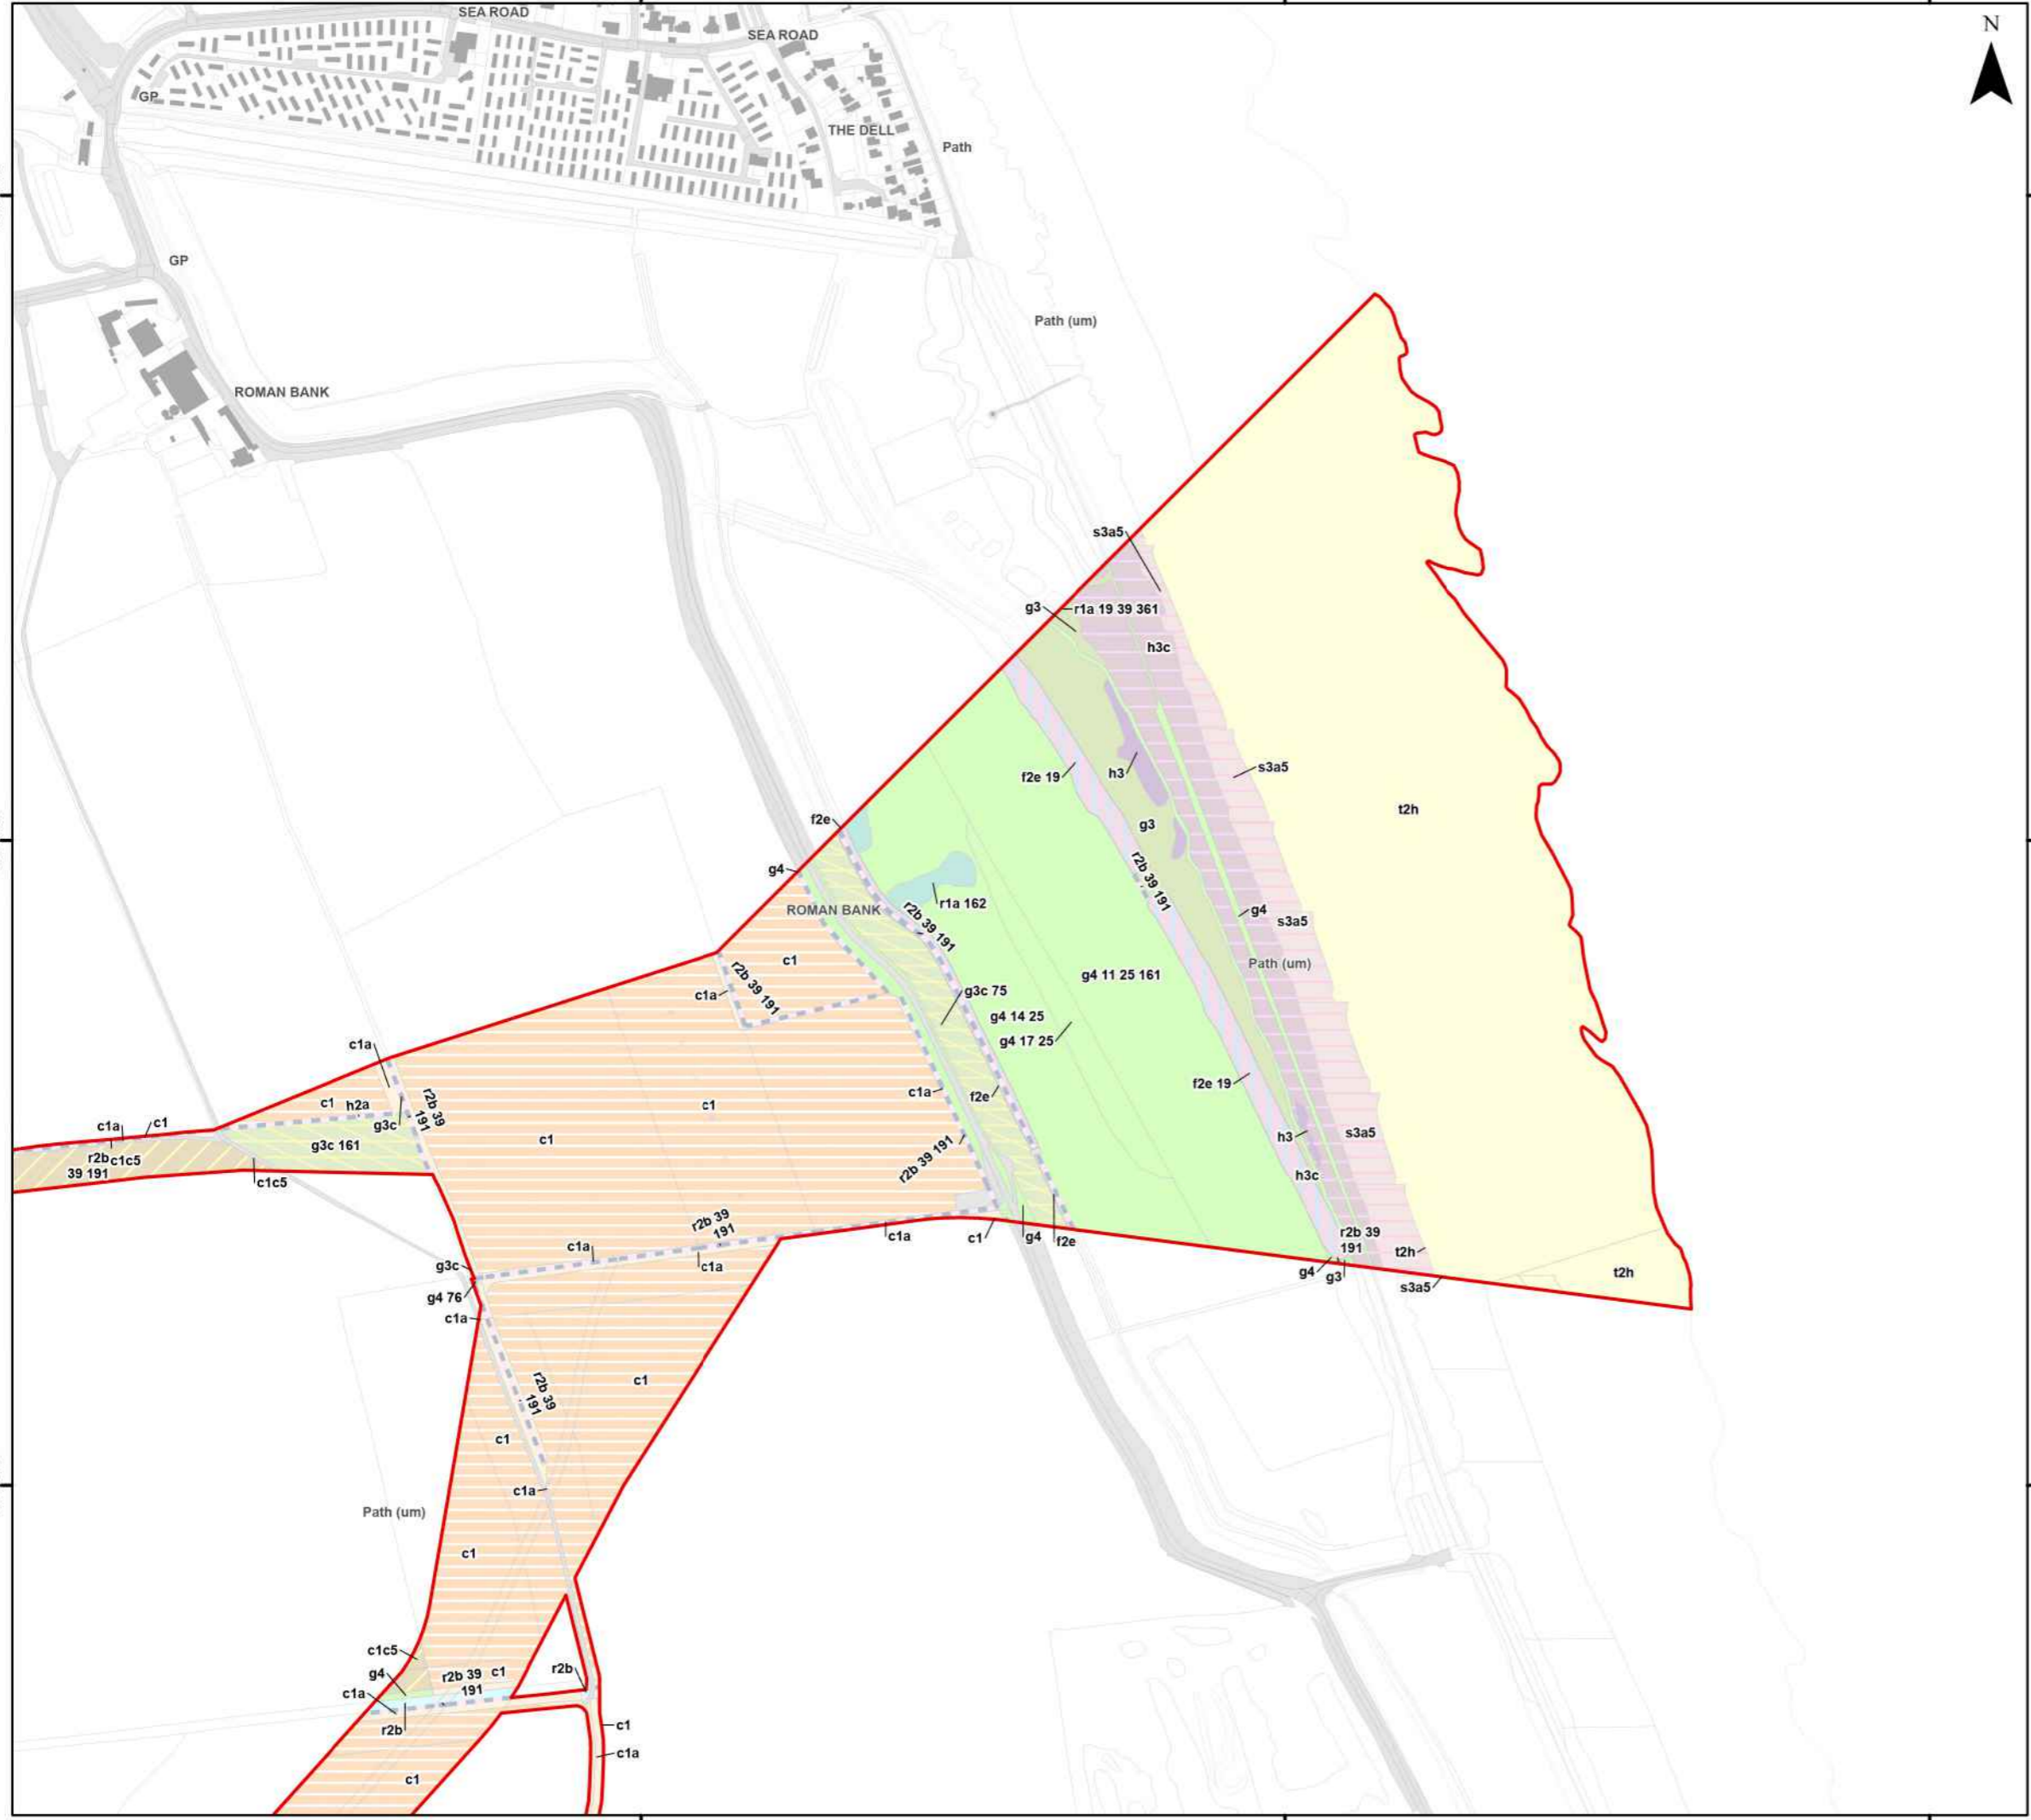 SEA ROAD
N
SEA ROAD
GP
THE DELL
Path
GP
Path (um)
ROMAN BANK
s3a5
g3
r1a 19 39 361
h3c
f2e 19
h3
s3a5
t2h
f2e
g3
r2b 39 191
g4
r1a 162
ROMAN BANK
r2b 39 191
g4
s3a5
c1
Path (um)
g4 11 25 161
r2b 39 191
c1a
g3c 75
g4 14 25
g4 17 25
c1a
f2e 19
c1a
f2e
c1
h2a
r2b 39
191
c1
g3c
c1a
c1
c1
h3
s3a5
g3c 161
r2b
39 191
c1c5
r2b 39 191
h3c
c1c5
r2b 39
191
c1a
c1a
c1
g4
f2e
r2b 39
191
t2h
g3c
c1a
g4
g3
t2h
s3a5
g4 76
c1a
r2b 39
191
c1
c1
c1a
Path (um)
c1
c1c5
g4
r2b 39
191
c1
r2b
c1a
r2b
c1
c1a
c1